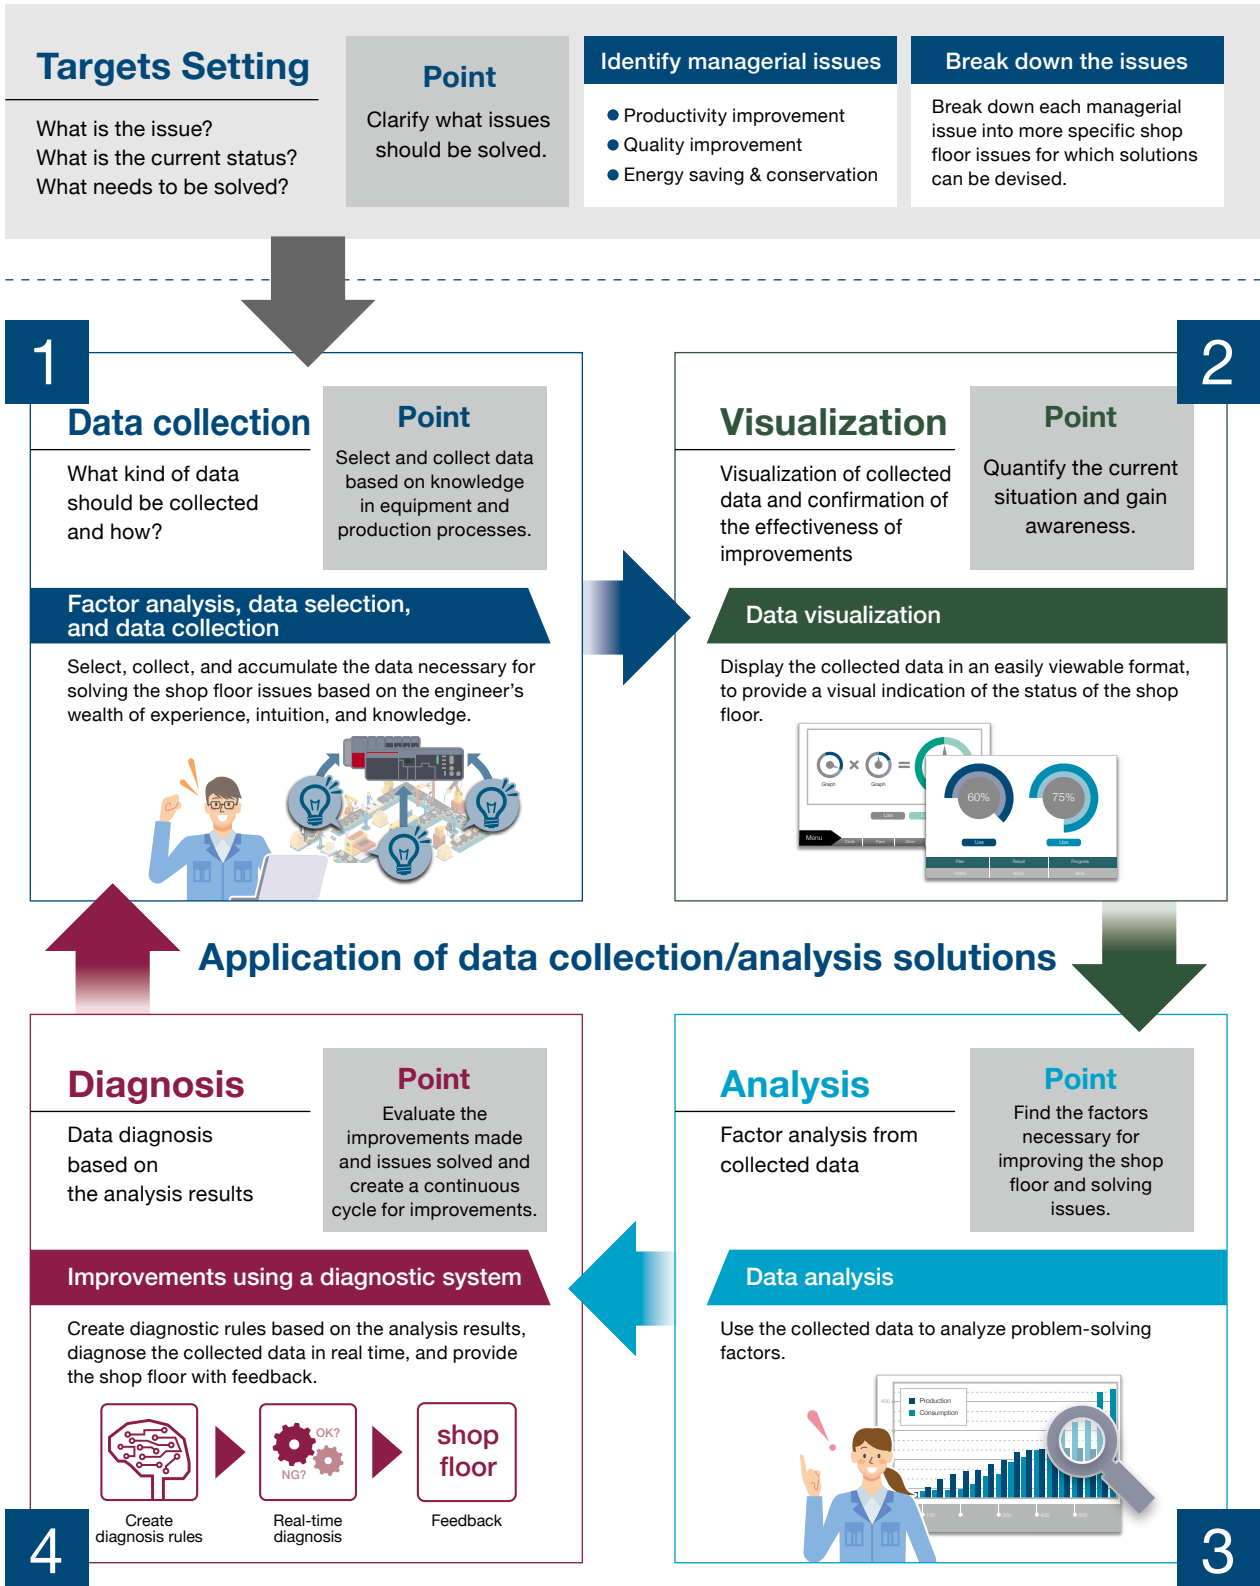 Targets Setting
What is the issue?
What is the current status?
What needs to be solved?
Point
Clarify what issues
should be solved.
Identify managerial issues
● Productivity improvement
● Quality improvement
● Energy saving & conservation
Break down the issues
Break down each managerial
issue into more specific shop
floor issues for which solutions
can be devised.
1
Data collection
What kind of data
should be collected
and how?
Point
Select and collect data
based on knowledge
in equipment and
production processes.
Factor analysis, data selection,
and data collection
Select, collect, and accumulate the data necessary for
solving the shop floor issues based on the engineer's
wealth of experience, intuition, and knowledge.
2
Visualization
Visualization of collected
data and confirmation of
the effectiveness of
improvements
Point
Quantify the current
situation and gain
awareness.
Data visualization
Display the collected data in an easily viewable format,
to provide a visual indication of the status of the shop
floor.
Graph
Graph
Line
Menu
60%
75%
Line
Line
Plan
Result
Progress
Application of data collection/analysis solutions
Diagnosis
Data diagnosis
based on
the analysis results
Point
Evaluate the
improvements made
and issues solved and
create a continuous
cycle for improvements.
Improvements using a diagnostic system
Create diagnostic rules based on the analysis results,
diagnose the collected data in real time, and provide
the shop floor with feedback.
OK?
NG?
shop
floor
Create
diagnosis rules
Real-time
diagnosis
Feedback
4
Analysis
Factor analysis from
collected data
Point
Find the factors
necessary for
improving the shop
floor and solving
issues.
Data analysis
Use the collected data to analyze problem-solving
factors.
Production
Consumption
3